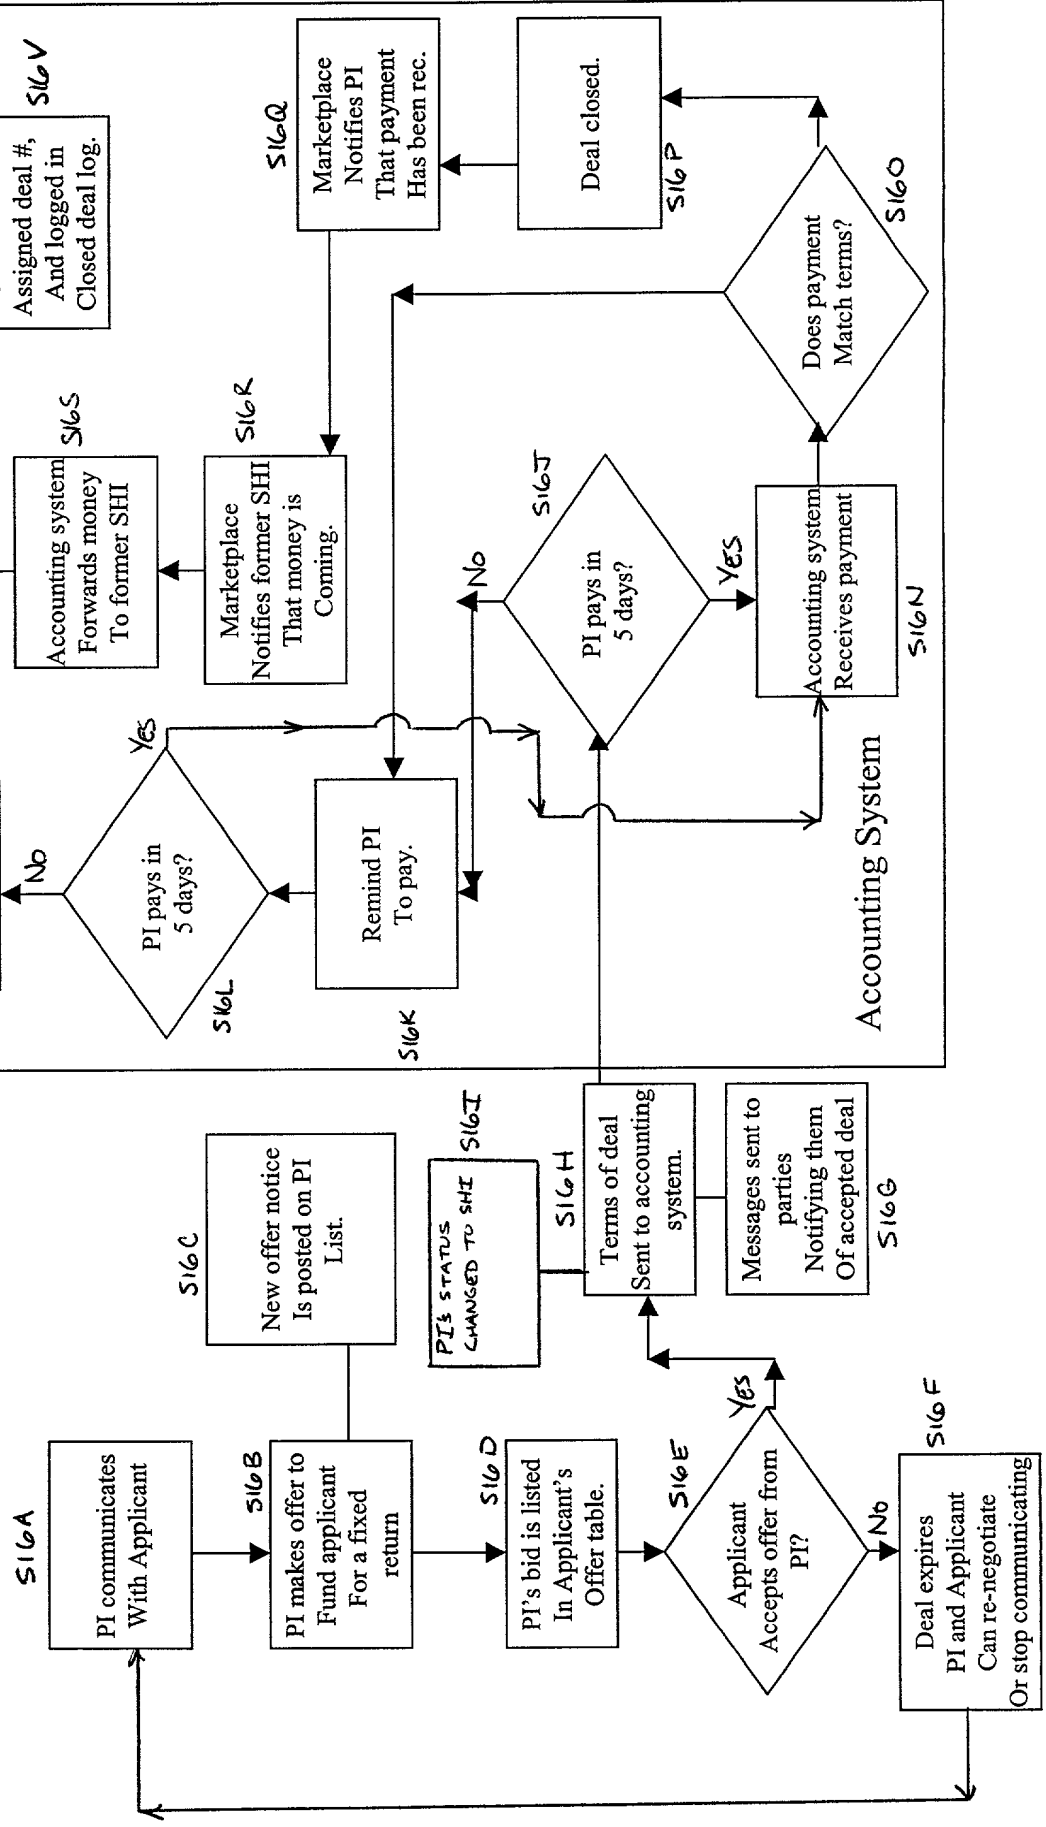 S16A
PI communicates
With Applicant
S16B
PI makes offer to
Fund applicant
For a fixed
return
S16C
New offer notice
Is posted on PI
List.
S16D
PI's bid is listed
In Applicant's
Offer table.
S16E
Applicant
Accepts offer from
PI?
Yes
No
S16F
Deal expires
PI and Applicant
Can re-negotiate
Or stop communicating
S16I
PI's STATUS
CHANGED TO SHI
S16H
Terms of deal
Sent to accounting
system.
Messages sent to
parties
Notifying them
Of accepted deal
S16G
No
Yes
PI pays in
5 days?
S16L
Remind PI
To pay.
S16K
S16S
Accounting system
Forwards money
To former SHI
S16R
Marketplace
Notifies former SHI
That money is
Coming.
No
S16J
PI pays in
5 days?
Yes
Accounting system
Receives payment
S16N
Accounting System
S16V
Assigned deal #,
And logged in
Closed deal log.
S16Q
Marketplace
Notifies PI
That payment
Has been rec.
Deal closed.
S16P
Does payment
Match terms?
S16O